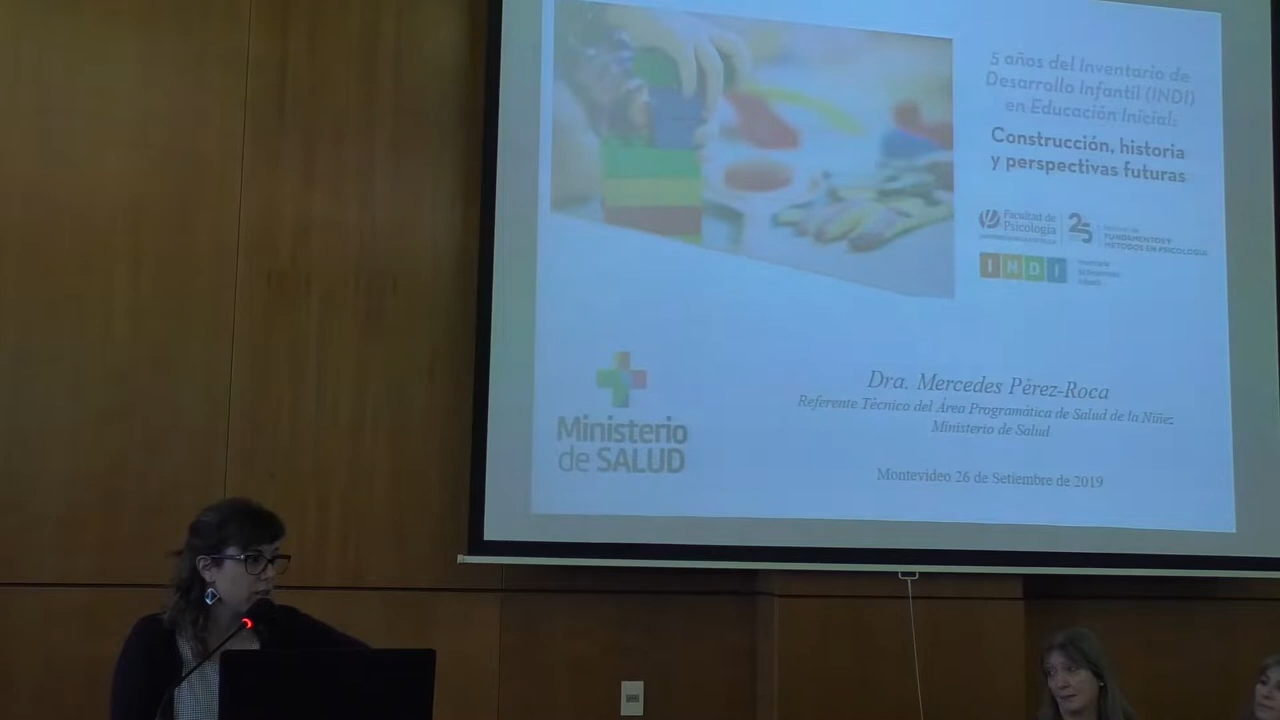 5 años del Inventario de
Desarrollo Infantil (INDI)
en Educación Inicial:
Construcción, historia
y perspectivas futuras
Facultad de
Psicología
25
FUNDAMENTOS Y
MÉTODOS EN PSICOLOGÍA
INDI
Ministerio
de SALUD
Dra. Mercedes Pérez-Roca
Referente Técnico del Área Programática de Salud de la Niñez
Ministerio de Salud
Montevideo 26 de Setiembre de 2019